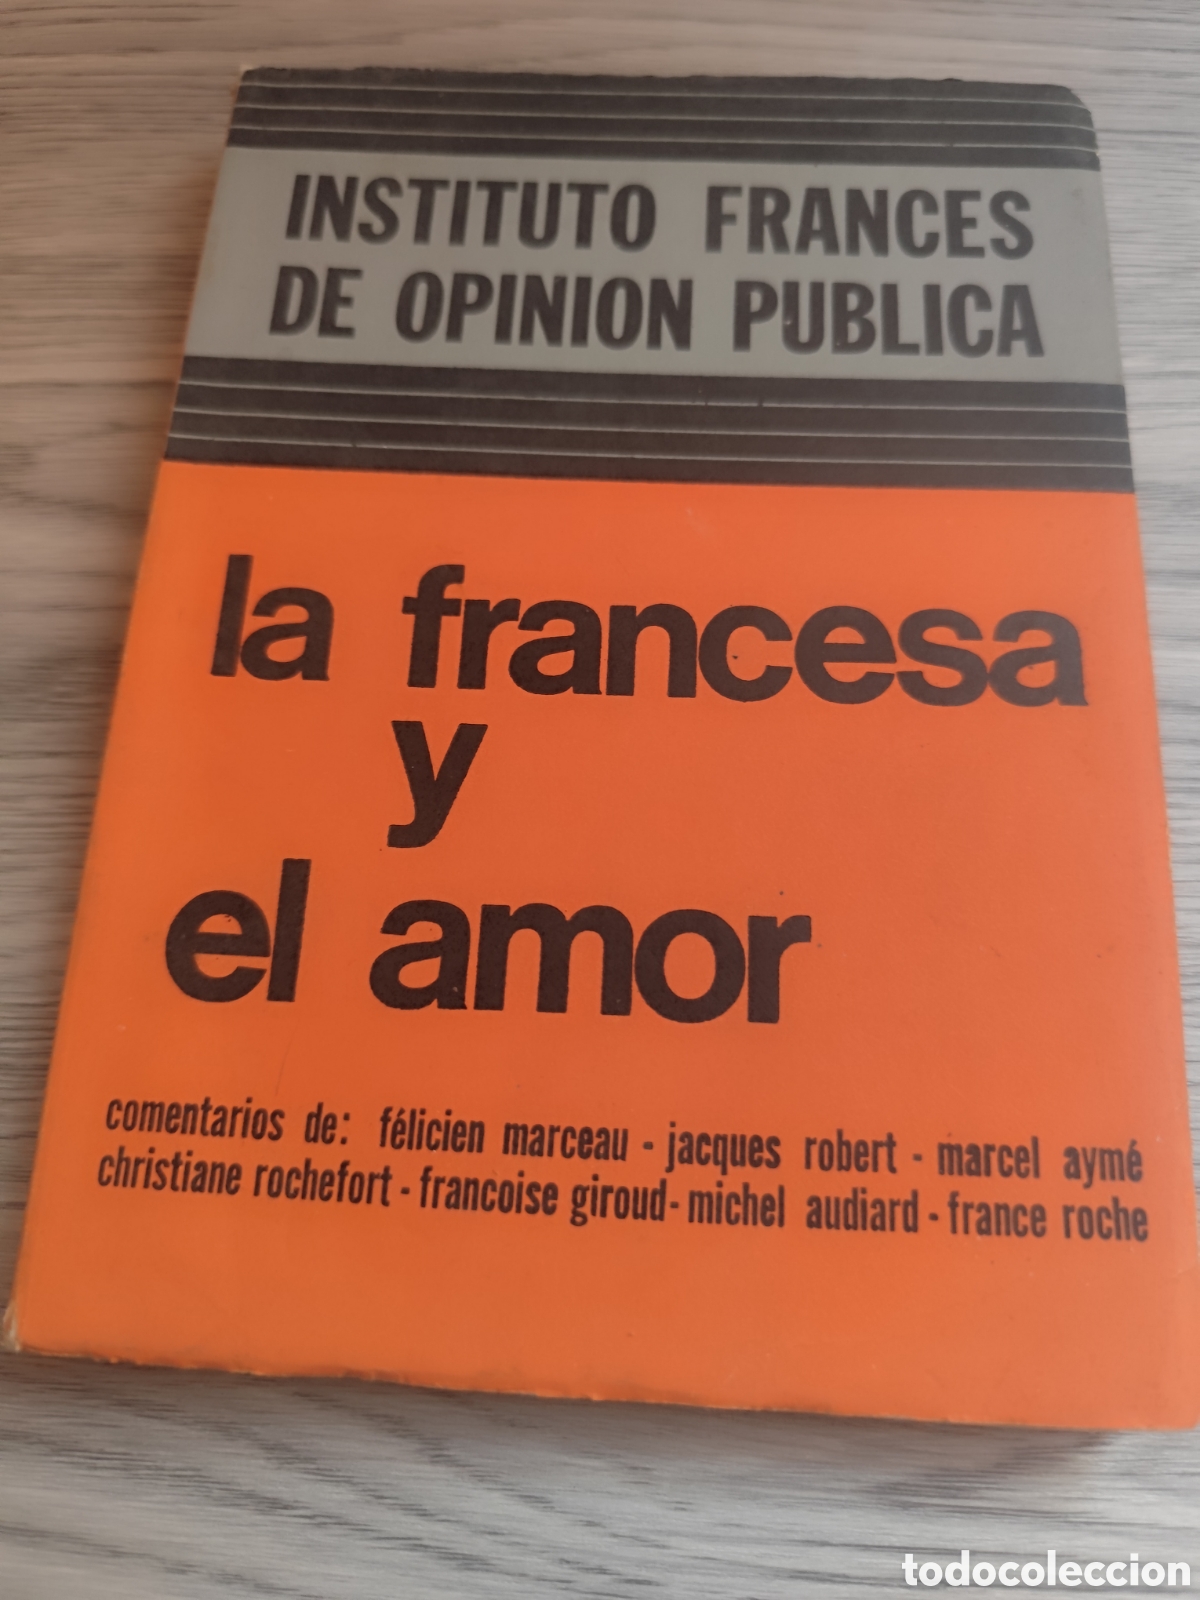 INSTITUTO FRANCES
DE OPINION PUBLICA
la francesa
y
el amor
comentarios de: félicien marceau - jacques robert - marcel aymé
christiane rochefort - francoise giroud - michel audiard - france roche
todocoleccion